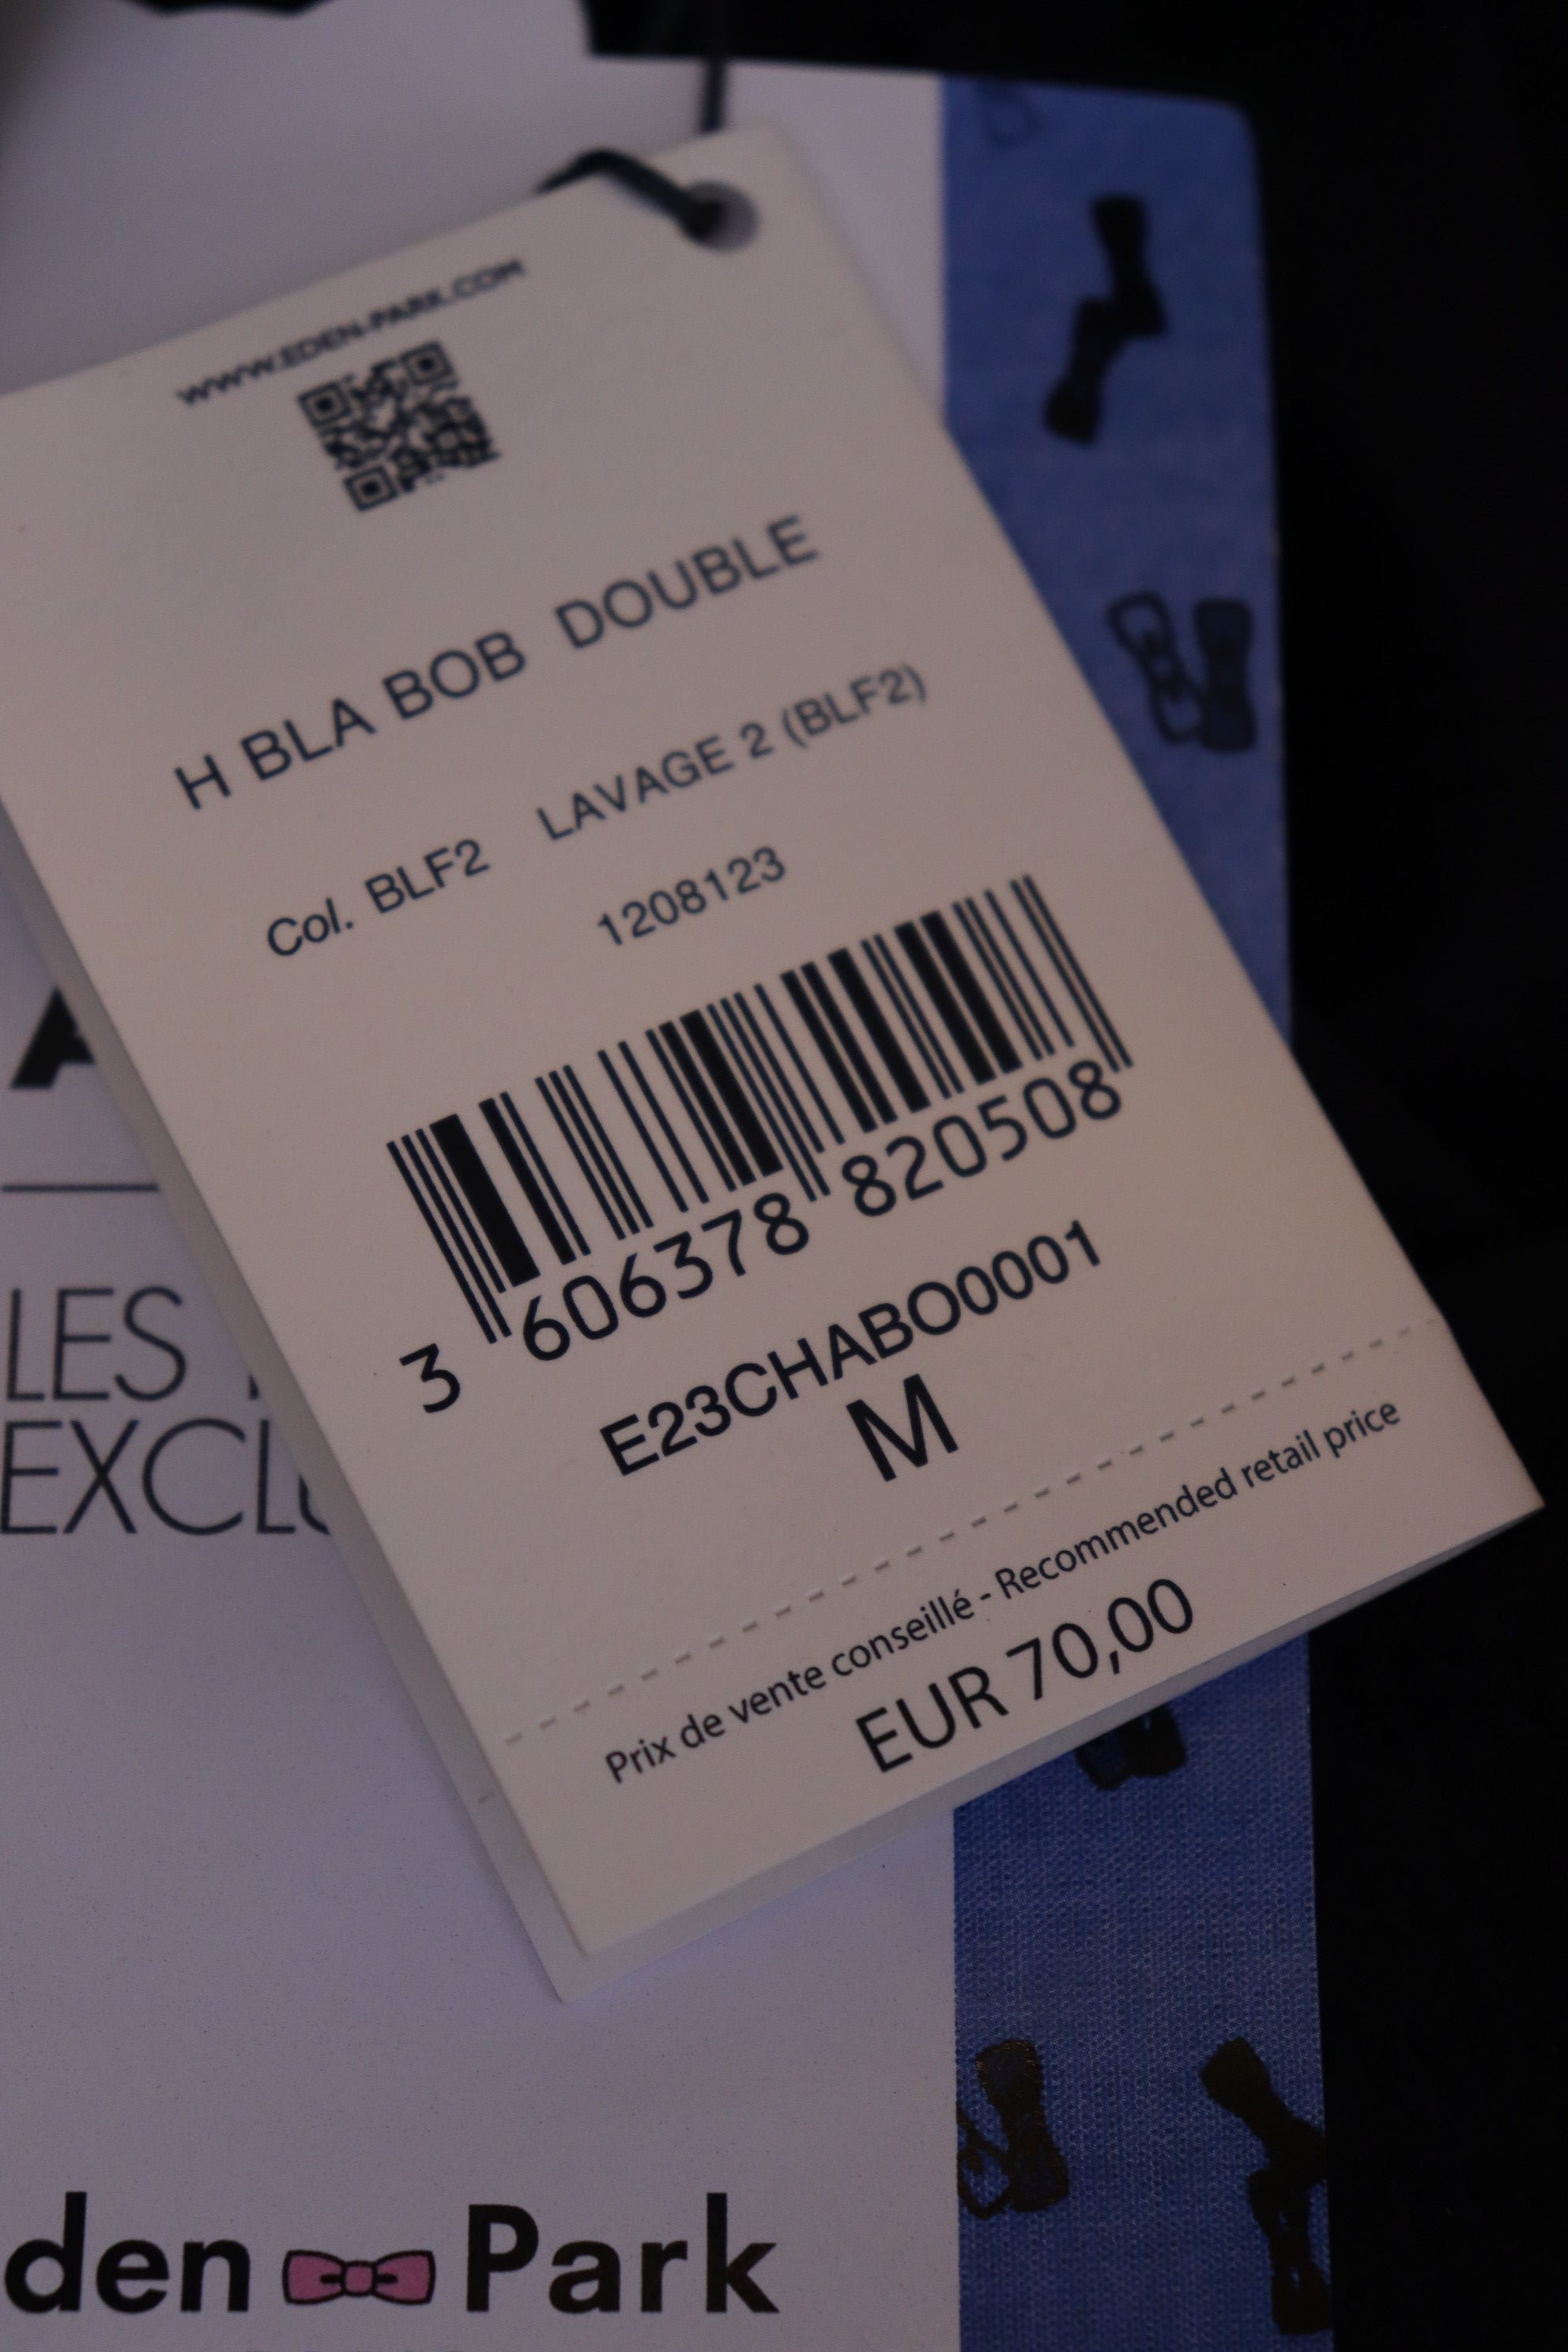 WWW.EDEN-PARK.COM
H BLA BOB DOUBLE
Col. BLF2 LAVAGE 2 (BLF2)
1208123
3 606378 820508
E23CHABO0001
M
Prix de vente conseillé - Recommended retail price
EUR 70,00
A
LES
EXCLU
den Park